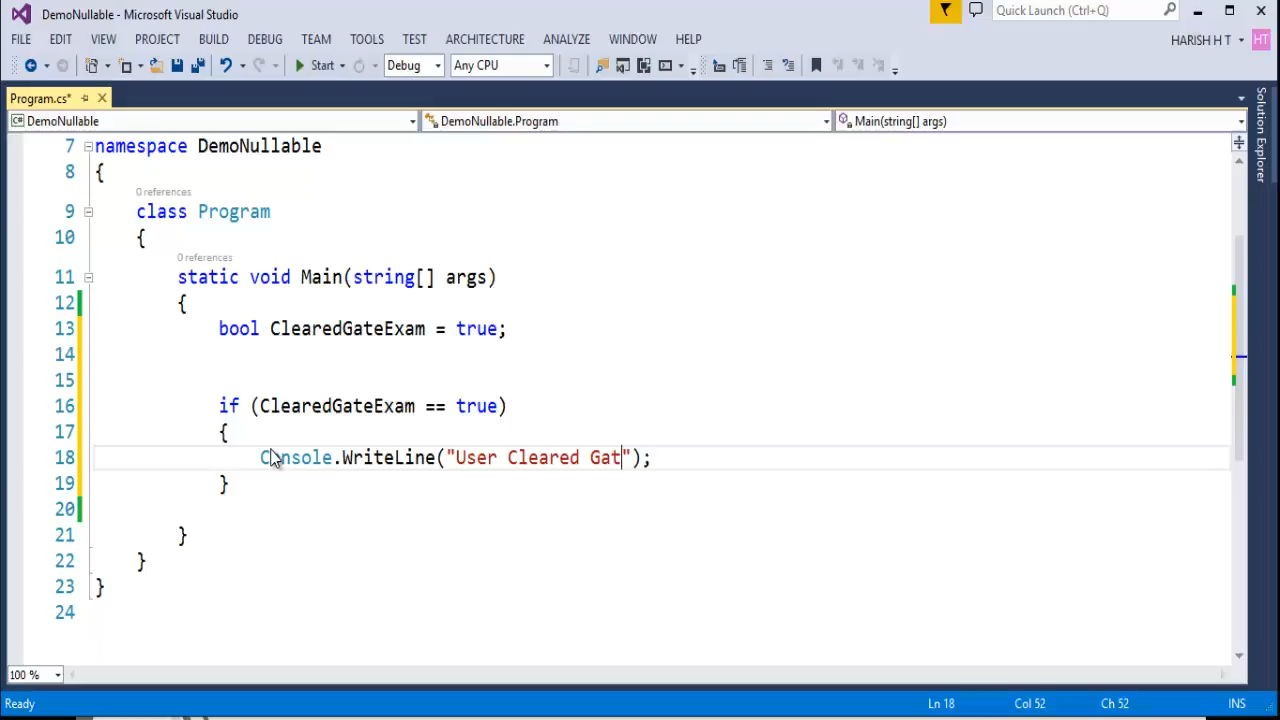 DemoNullable - Microsoft Visual Studio
Quick Launch (Ctrl+Q)
FILE EDIT VIEW PROJECT BUILD DEBUG TEAM TOOLS TEST ARCHITECTURE ANALYZE WINDOW HELP
HARISH H T HT
Start Debug Any CPU
Program.cs*
C# DemoNullable DemoNullable.Program Main(string[] args)
Solution Explorer
7 namespace DemoNullable
8 {
0 references
9 class Program
10 {
0 references
11 static void Main(string[] args)
12 {
13 bool ClearedGateExam = true;
14
15
16 if (ClearedGateExam == true)
17 {
18 Console.WriteLine("User Cleared Gat");
19 }
20
21 }
22 }
23 }
24
100 %
Ready Ln 18 Col 52 Ch 52 INS